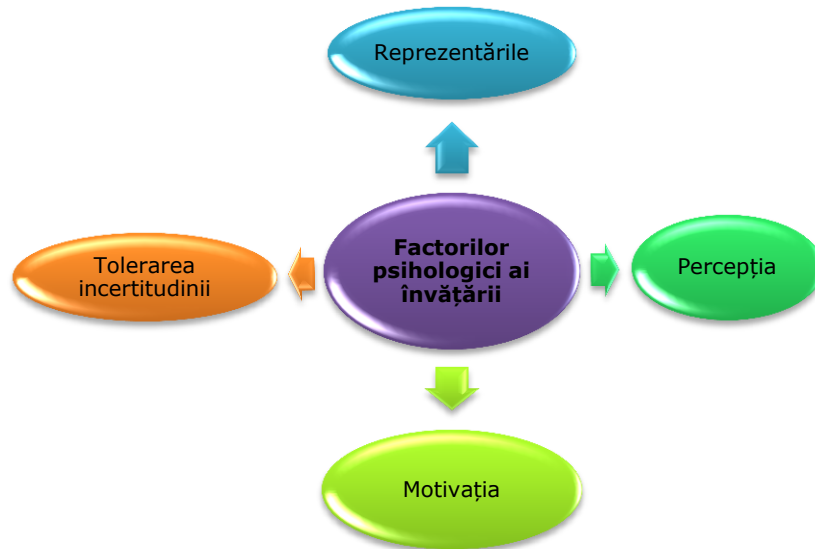 Reprezentările
Factorilor
psihologici ai
învățării
Tolerarea
incertitudinii
Percepția
Motivația